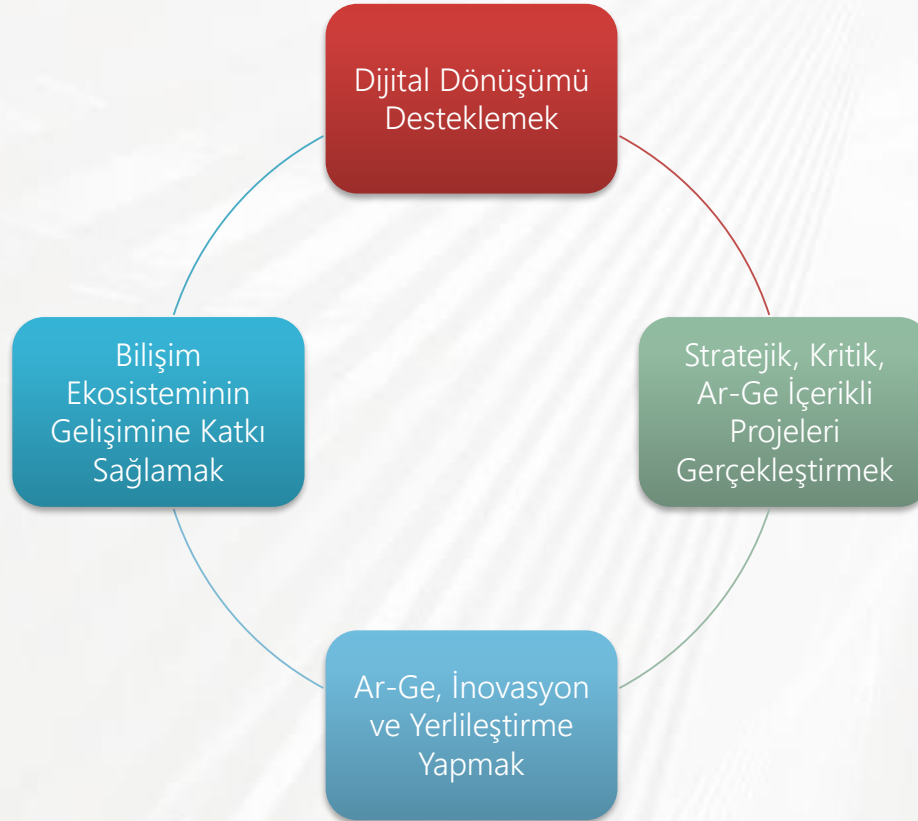 Dijital Dönüşümü
Desteklemek
Stratejik, Kritik,
Ar-Ge İçerikli
Projeleri
Gerçekleştirmek
Ar-Ge, İnovasyon
ve Yerlileştirme
Yapmak
Bilişim
Ekosisteminin
Gelişimine Katkı
Sağlamak